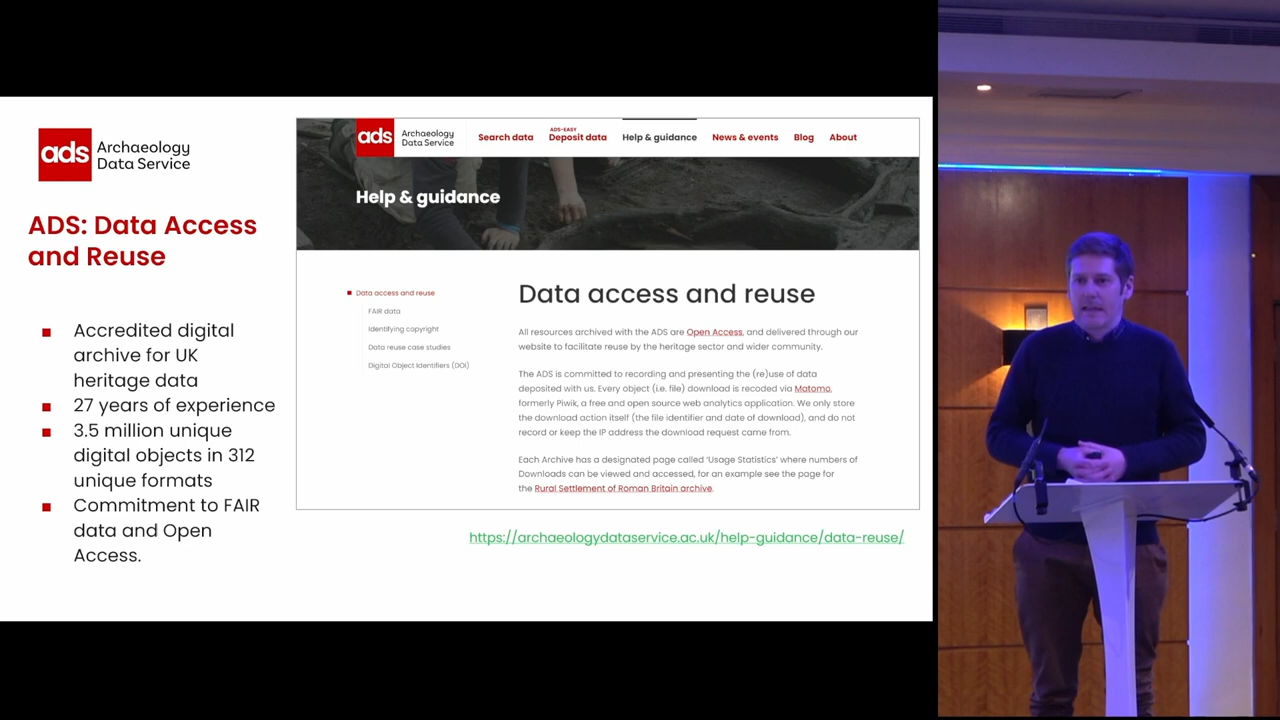 ads Archaeology
Data Service
ADS: Data Access
and Reuse
■ Accredited digital
archive for UK
heritage data
■ 27 years of experience
■ 3.5 million unique
digital objects in 312
unique formats
■ Commitment to FAIR
data and Open
Access.
ads Archaeology
Data Service
Search data
ADS-EASY
Deposit data
Help & guidance
News & events
Blog
About
Help & guidance
■ Data access and reuse
FAIR data
Identifying copyright
Data reuse case studies
Digital Object Identifiers (DOI)
Data access and reuse
All resources archived with the ADS are Open Access, and delivered through our
website to facilitate reuse by the heritage sector and wider community.
The ADS is committed to recording and presenting the (re)use of data
deposited with us. Every object (i.e. file) download is recoded via Matomo,
formerly Piwik, a free and open source web analytics application. We only store
the download action itself (the file identifier and date of download), and do not
record or keep the IP address the download request came from.
Each Archive has a designated page called 'Usage Statistics' where numbers of
Downloads can be viewed and accessed, for an example see the page for
the Rural Settlement of Roman Britain archive.
https://archaeologydataservice.ac.uk/help-guidance/data-reuse/